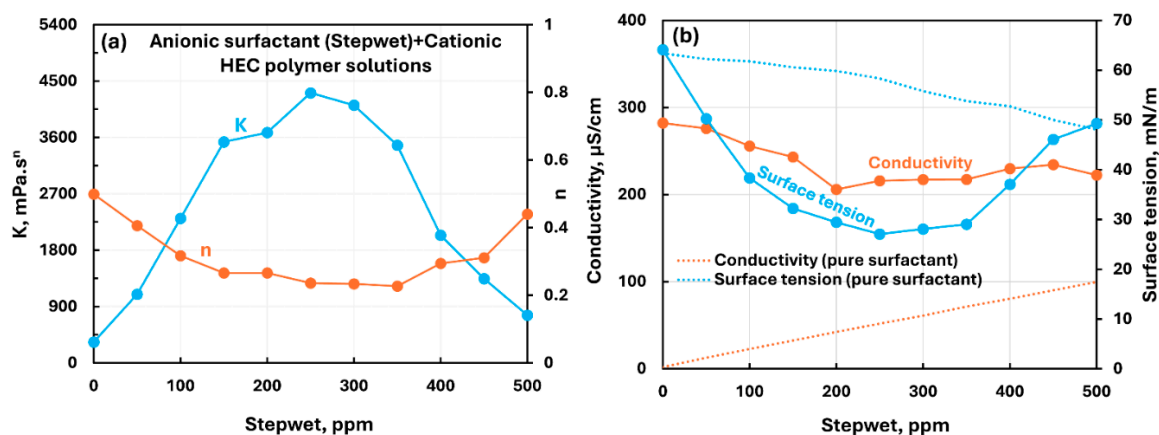 (a)
Anionic surfactant (Stepwet)+Cationic
HEC polymer solutions
K
n
5400
4500
3600
2700
1800
900
0
K, mPa.sⁿ
1
0.8
0.6
0.4
0.2
0
n
0 100 200 300 400 500
Stepwet, ppm
(b)
Conductivity
Surface tension
Conductivity (pure surfactant)
Surface tension (pure surfactant)
400
300
200
100
0
Conductivity, µS/cm
70
60
50
40
30
20
10
0
Surface tension, mN/m
0 100 200 300 400 500
Stepwet, ppm